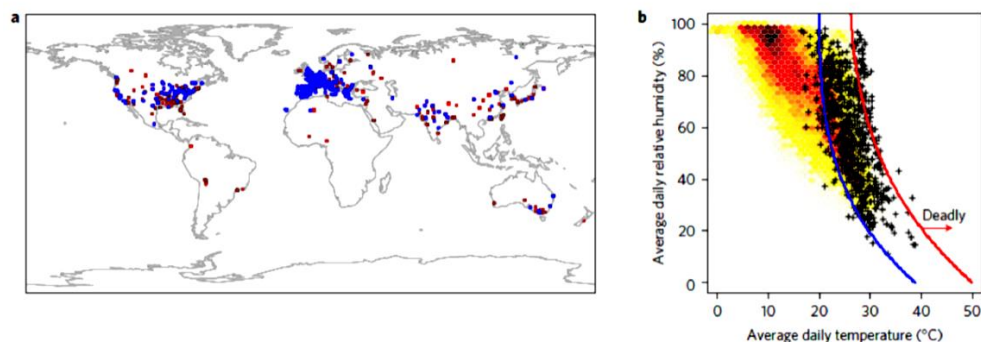 a
b
100
80
60
40
20
0
Average daily relative humidity (%)
Deadly
0 10 20 30 40 50
Average daily temperature (°C)